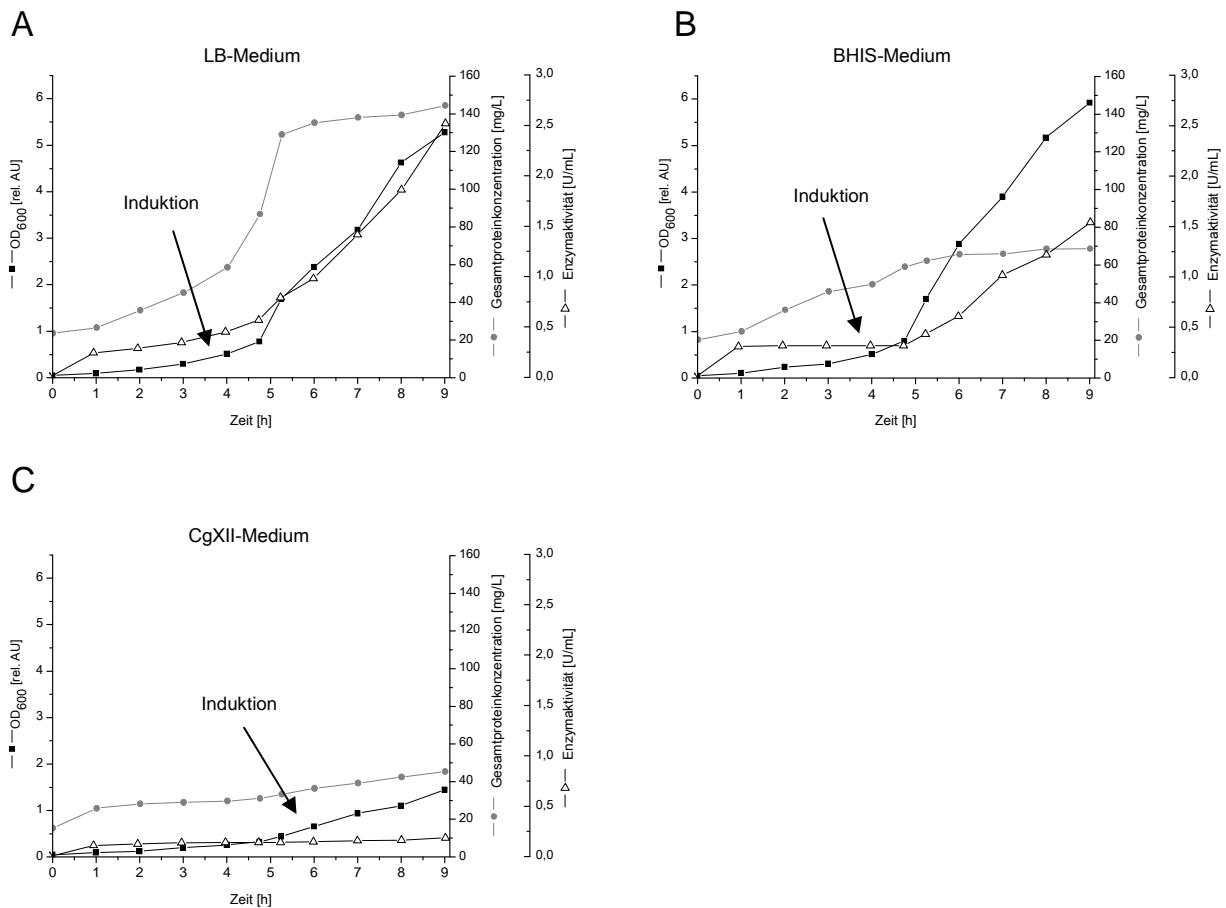 A
LB-Medium
6
5
4
3
2
1
0
OD600 [rel. AU]
160
140
120
100
80
60
40
20
0
Gesamtproteinkonzentration [mg/L]
3,0
2,5
2,0
1,5
1,0
0,5
0,0
Enzymaktivität [U/mL]
Induktion
0 1 2 3 4 5 6 7 8 9
Zeit [h]
B
BHIS-Medium
6
5
4
3
2
1
0
OD600 [rel. AU]
160
140
120
100
80
60
40
20
0
Gesamtproteinkonzentration [mg/L]
3,0
2,5
2,0
1,5
1,0
0,5
0,0
Enzymaktivität [U/mL]
Induktion
0 1 2 3 4 5 6 7 8 9
Zeit [h]
C
CgXII-Medium
6
5
4
3
2
1
0
OD600 [rel. AU]
160
140
120
100
80
60
40
20
0
Gesamtproteinkonzentration [mg/L]
3,0
2,5
2,0
1,5
1,0
0,5
0,0
Enzymaktivität [U/mL]
Induktion
0 1 2 3 4 5 6 7 8 9
Zeit [h]